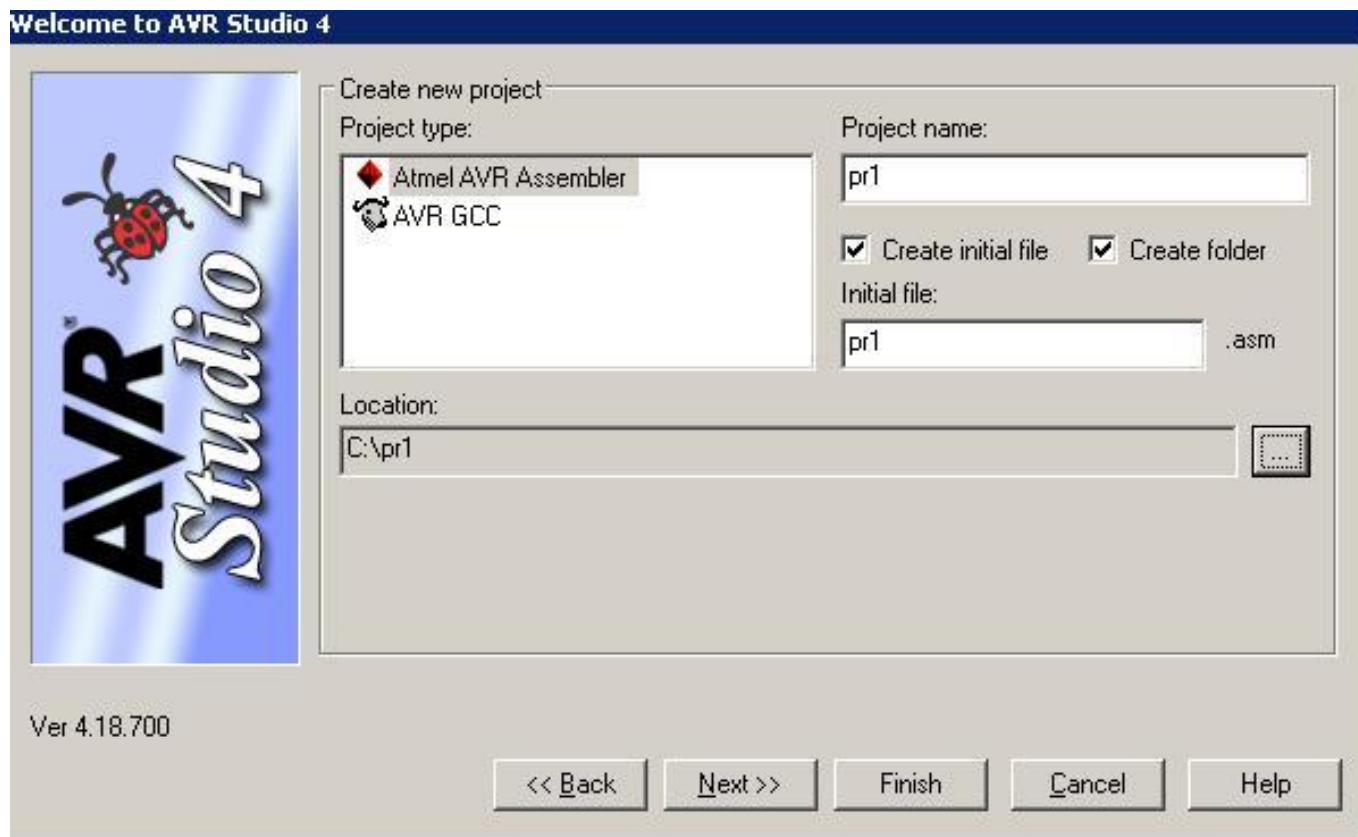 Welcome to AVR Studio 4
AVR®
Studio 4
Create new project
Project type:
Atmel AVR Assembler
AVR GCC
Project name:
pr1
Create initial file
Create folder
Initial file:
pr1
.asm
Location:
C:\pr1
...
Ver 4.18.700
<< Back
Next >>
Finish
Cancel
Help